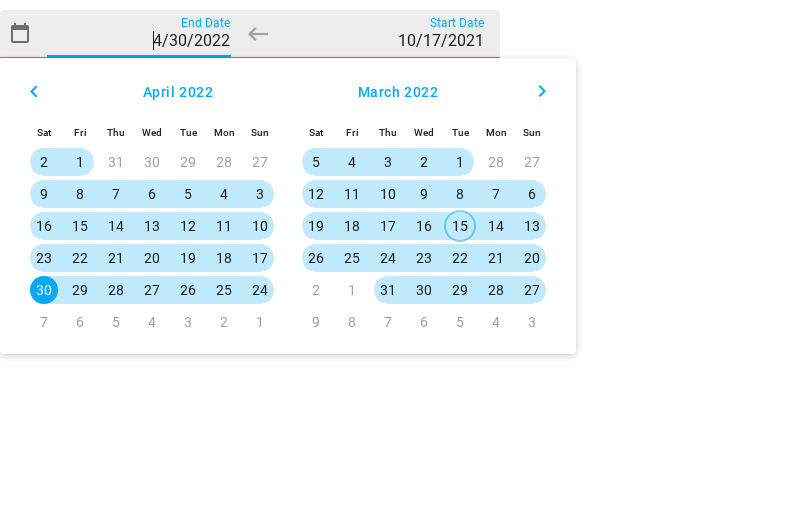 End Date Start Date
4/30/2022 10/17/2021
April 2022 March 2022
Sat Fri Thu Wed Tue Mon Sun Sat Fri Thu Wed Tue Mon Sun
2 1 31 30 29 28 27 5 4 3 2 1 28 27
9 8 7 6 5 4 3 12 11 10 9 8 7 6
16 15 14 13 12 11 10 19 18 17 16 15 14 13
23 22 21 20 19 18 17 26 25 24 23 22 21 20
30 29 28 27 26 25 24 2 1 31 30 29 28 27
7 6 5 4 3 2 1 9 8 7 6 5 4 3